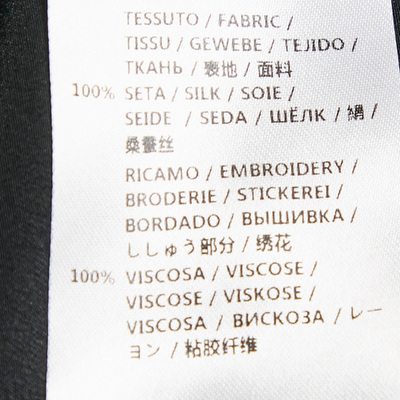 TESSUTO / FABRIC /
TISSU / GEWEBE / TEJIDO /
ТКАНЬ / 表地 / 面料
100% SETA / SILK / SOIE /
SEIDE / SEDA / ШЁЛК / 絹 /
桑蚕丝
RICAMO / EMBROIDERY /
BRODERIE / STICKEREI /
BORDADO / ВЫШИВКА /
ししゅう部分 / 绣花
100% VISCOSA / VISCOSE /
VISCOSE / VISKOSE /
VISCOSA / ВИСКОЗА / レー
ヨン / 粘胶纤维